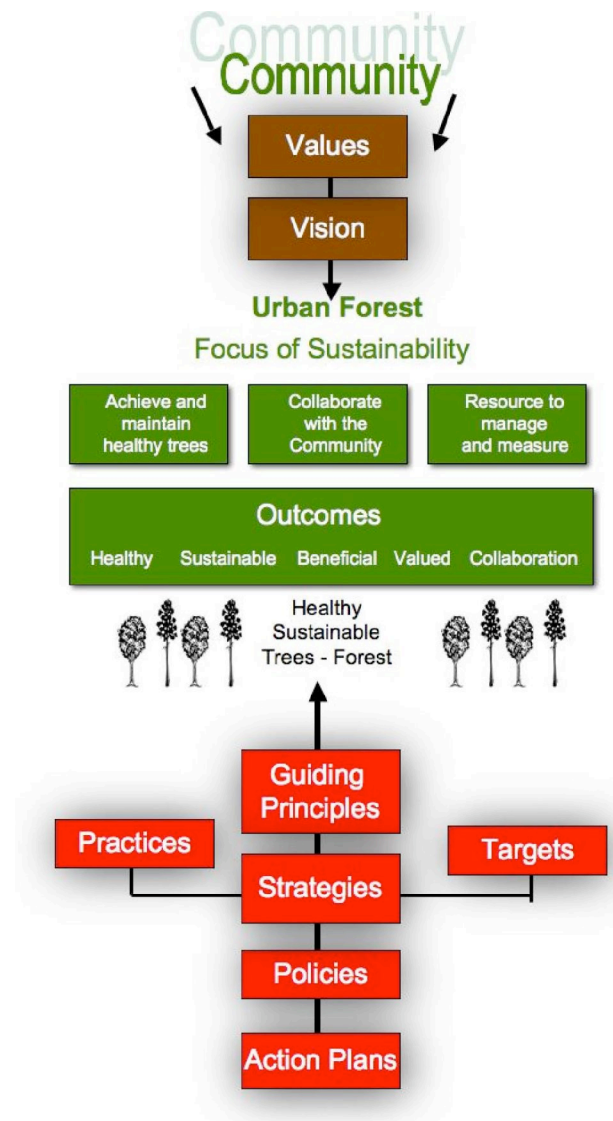 Community
Community
Values
Vision
Urban Forest
Focus of Sustainability
Achieve and
maintain
healthy trees
Collaborate
with the
Community
Resource to
manage
and measure
Outcomes
Healthy Sustainable Beneficial Valued Collaboration
Healthy
Sustainable
Trees - Forest
Guiding
Principles
Practices
Targets
Strategies
Policies
Action Plans